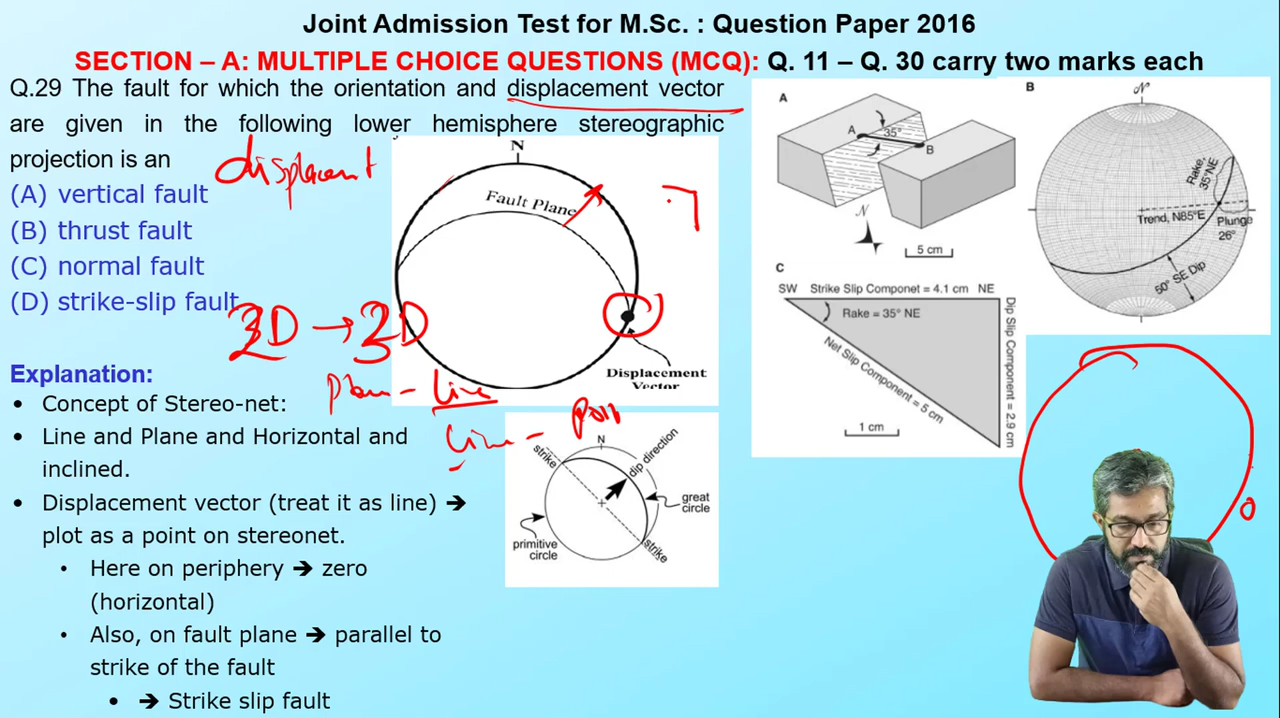 Joint Admission Test for M.Sc. : Question Paper 2016
SECTION – A: MULTIPLE CHOICE QUESTIONS (MCQ): Q. 11 – Q. 30 carry two marks each
Q.29 The fault for which the orientation and displacement vector
are given in the following lower hemisphere stereographic
projection is an
(A) vertical fault
(B) thrust fault
(C) normal fault
(D) strike-slip fault
displacent
2D → 3D
Plan - Line
Line - Poin
N
Fault Plane
Displacement
Vector
Explanation:
• Concept of Stereo-net:
• Line and Plane and Horizontal and
inclined.
• Displacement vector (treat it as line) ➔
plot as a point on stereonet.
• Here on periphery ➔ zero
(horizontal)
• Also, on fault plane ➔ parallel to
strike of the fault
• ➔ Strike slip fault
N
strike
dip direction
great
circle
primitive
circle
strike
A
A
35°
B
N
5 cm
B
N
Rake,
35°NE
Trend, N85°E
Plunge
26°
50° SE Dip
C
SW Strike Slip Componet = 4.1 cm NE
Rake = 35° NE
Net Slip Component = 5 cm
Dip Slip Component = 2.9 cm
1 cm
0